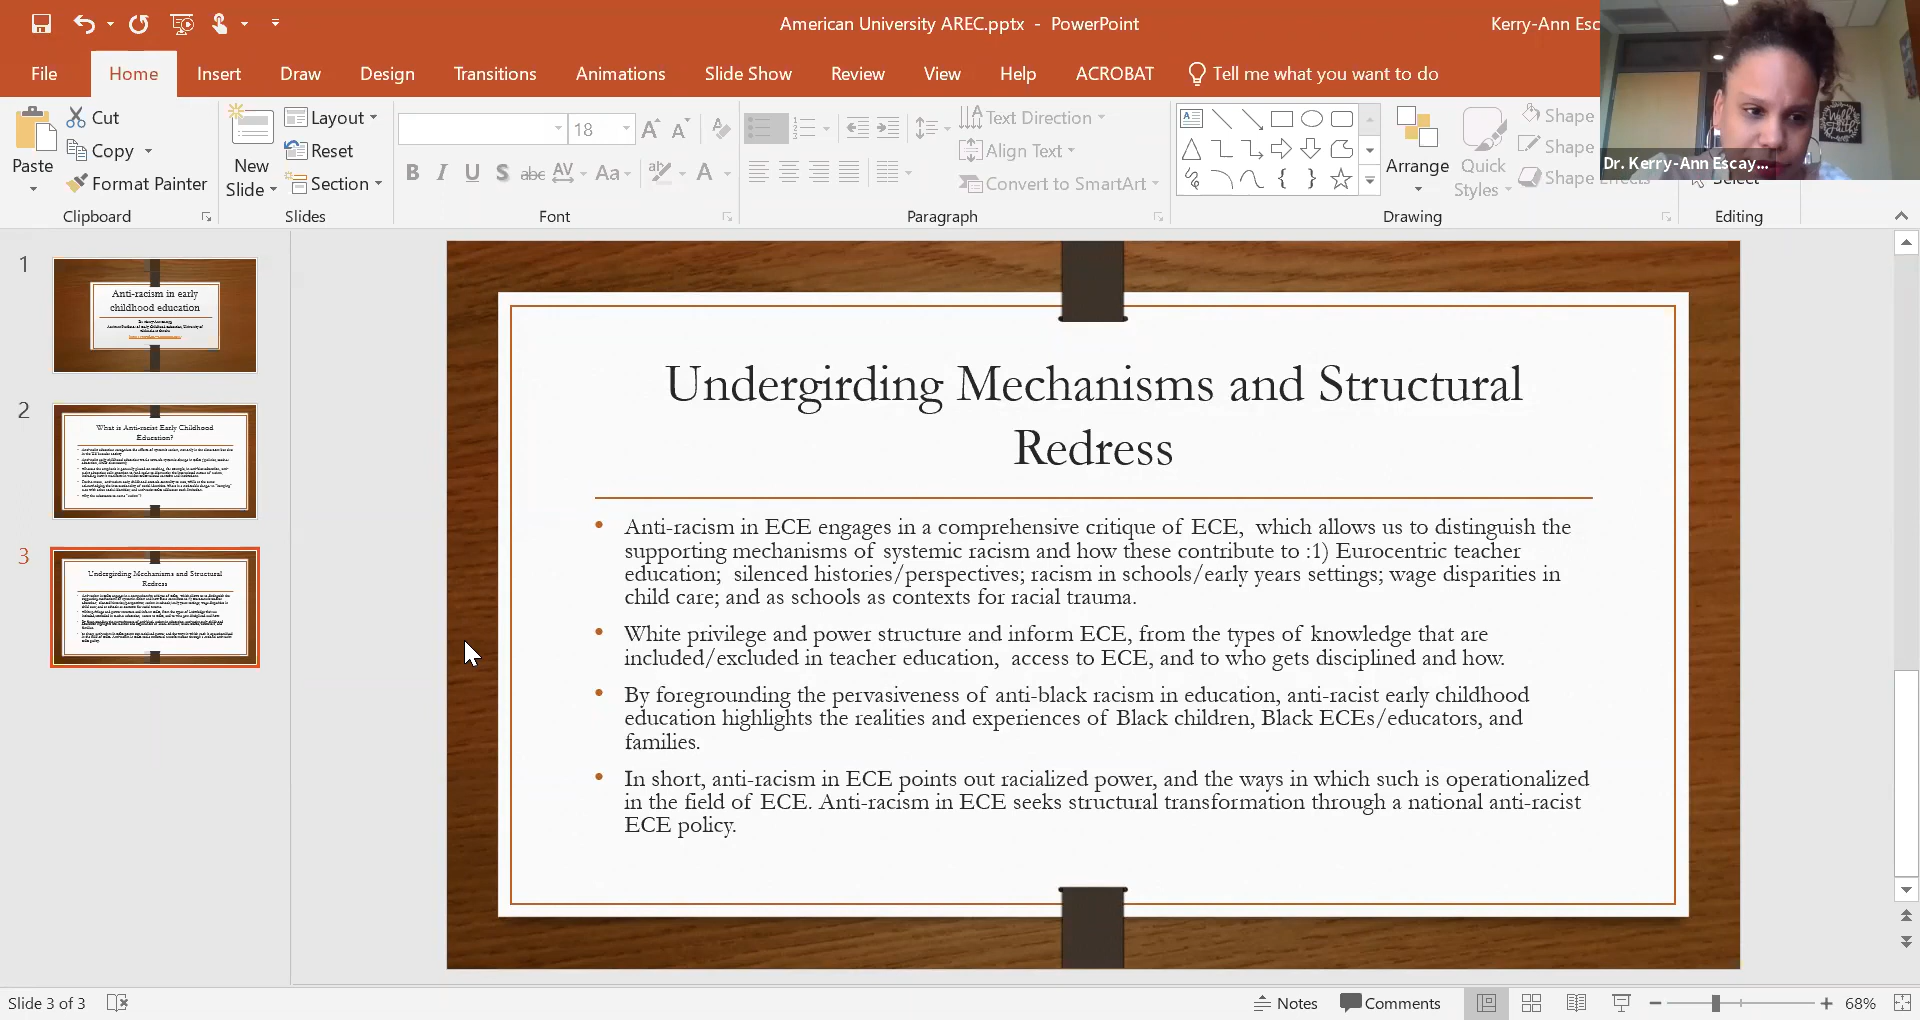 American University AREC.pptx - PowerPoint
Kerry-Ann Esc
File
Home
Insert
Draw
Design
Transitions
Animations
Slide Show
Review
View
Help
ACROBAT
Tell me what you want to do
Paste
Cut
Copy
Format Painter
Clipboard
New
Slide
Layout
Reset
Section
Slides
18
Font
Text Direction
Align Text
Convert to SmartArt
Paragraph
Arrange
Quick
Styles
Shape
Shape
Shape Effects
Drawing
Select
Editing
Dr. Kerry-Ann Escay...
1
Anti-racism in early
childhood education
2
What is Anti-racist Early Childhood
Education?
3
Undergirding Mechanisms and Structural
Redress
Undergirding Mechanisms and Structural
Redress
• Anti-racism in ECE engages in a comprehensive critique of ECE, which allows us to distinguish the
supporting mechanisms of systemic racism and how these contribute to :1) Eurocentric teacher
education; silenced histories/perspectives; racism in schools/early years settings; wage disparities in
child care; and as schools as contexts for racial trauma.
• White privilege and power structure and inform ECE, from the types of knowledge that are
included/excluded in teacher education, access to ECE, and to who gets disciplined and how.
• By foregrounding the pervasiveness of anti-black racism in education, anti-racist early childhood
education highlights the realities and experiences of Black children, Black ECEs/educators, and
families.
• In short, anti-racism in ECE points out racialized power, and the ways in which such is operationalized
in the field of ECE. Anti-racism in ECE seeks structural transformation through a national anti-racist
ECE policy.
Slide 3 of 3
Notes
Comments
68%